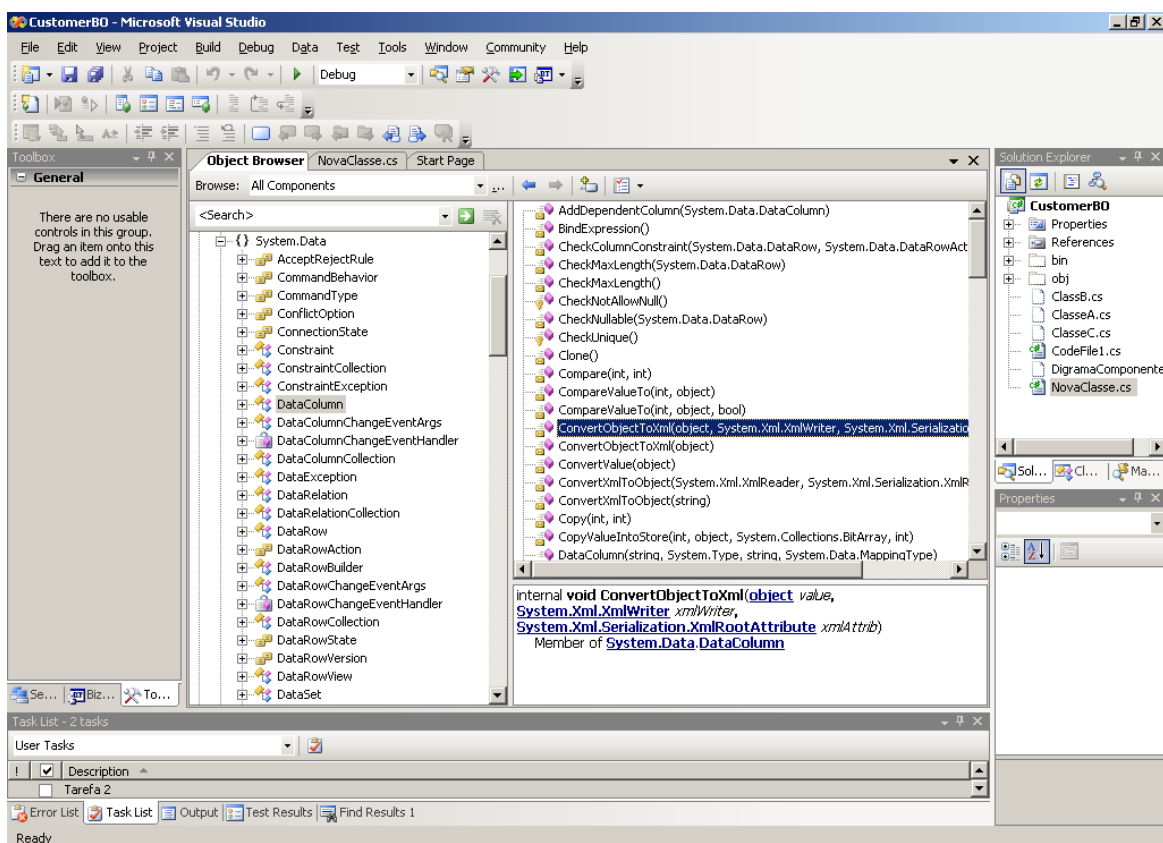 CustomerBO - Microsoft Visual Studio
File Edit View Project Build Debug Data Test Tools Window Community Help
Debug
Toolbox
General
There are no usable
controls in this group.
Drag an item onto this
text to add it to the
toolbox.
Se... Biz... To...
Object Browser NovaClasse.cs Start Page
Browse: All Components ...
<Search>
{} System.Data
AcceptRejectRule
CommandBehavior
CommandType
ConflictOption
ConnectionState
Constraint
ConstraintCollection
ConstraintException
DataColumn
DataColumnChangeEventArgs
DataColumnChangeEventHandler
DataColumnCollection
DataException
DataRelation
DataRelationCollection
DataRow
DataRowAction
DataRowBuilder
DataRowChangeEventArgs
DataRowChangeEventHandler
DataRowCollection
DataRowState
DataRowVersion
DataRowView
DataSet
AddDependentColumn(System.Data.DataColumn)
BindExpression()
CheckColumnConstraint(System.Data.DataRow, System.Data.DataRowAct
CheckMaxLength(System.Data.DataRow)
CheckMaxLength()
CheckNotAllowNull()
CheckNullable(System.Data.DataRow)
CheckUnique()
Clone()
Compare(int, int)
CompareValueTo(int, object)
CompareValueTo(int, object, bool)
ConvertObjectToXml(object, System.Xml.XmlWriter, System.Xml.Serializatio
ConvertObjectToXml(object)
ConvertValue(object)
ConvertXmlToObject(System.Xml.XmlReader, System.Xml.Serialization.XmlR
ConvertXmlToObject(string)
Copy(int, int)
CopyValueIntoStore(int, object, System.Collections.BitArray, int)
DataColumn(string, System.Type, string, System.Data.MappingType)
internal void ConvertObjectToXml(object value,
System.Xml.XmlWriter xmlWriter,
System.Xml.Serialization.XmlRootAttribute xmlAttrib)
Member of System.Data.DataColumn
Solution Explorer
CustomerBO
Properties
References
bin
obj
ClassB.cs
ClasseA.cs
ClasseC.cs
CodeFile1.cs
DigramaComponente
NovaClasse.cs
Sol... Cl... Ma...
Properties
Task List - 2 tasks
User Tasks
! Description
Tarefa 2
Error List Task List Output Test Results Find Results 1
Ready